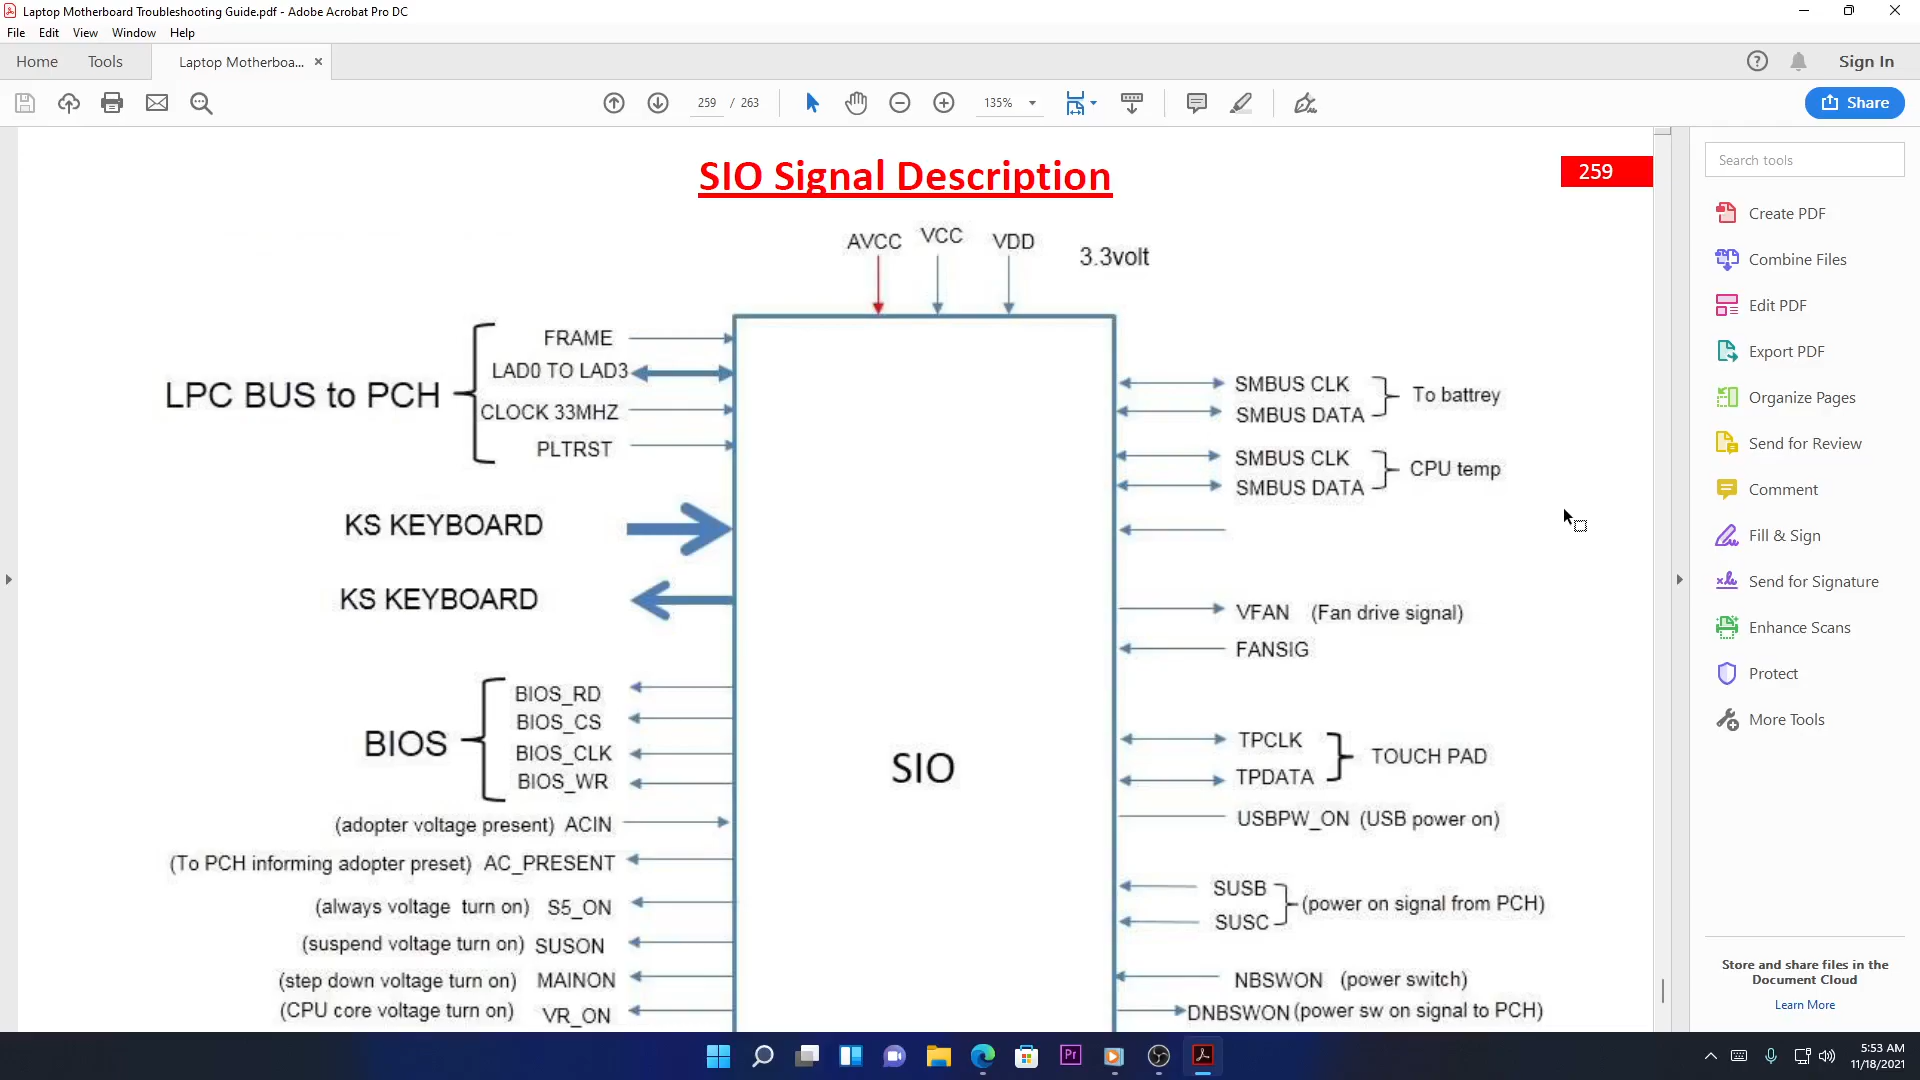 Laptop Motherboard Troubleshooting Guide.pdf - Adobe Acrobat Pro DC
File Edit View Window Help
Home Tools Laptop Motherboa... ×
Sign In
259 / 263
135%
Share
SIO Signal Description
259
AVCC VCC VDD 3.3volt
LPC BUS to PCH
FRAME
LAD0 TO LAD3
CLOCK 33MHZ
PLTRST
KS KEYBOARD
KS KEYBOARD
BIOS
BIOS_RD
BIOS_CS
BIOS_CLK
BIOS_WR
(adopter voltage present) ACIN
(To PCH informing adopter preset) AC_PRESENT
(always voltage turn on) S5_ON
(suspend voltage turn on) SUSON
(step down voltage turn on) MAINON
(CPU core voltage turn on) VR_ON
SIO
SMBUS CLK
SMBUS DATA
To battrey
SMBUS CLK
SMBUS DATA
CPU temp
VFAN (Fan drive signal)
FANSIG
TPCLK
TPDATA
TOUCH PAD
USBPW_ON (USB power on)
SUSB
SUSC
(power on signal from PCH)
NBSWON (power switch)
DNBSWON (power sw on signal to PCH)
Search tools
Create PDF
Combine Files
Edit PDF
Export PDF
Organize Pages
Send for Review
Comment
Fill & Sign
Send for Signature
Enhance Scans
Protect
More Tools
Store and share files in the
Document Cloud
Learn More
Pr
5:53 AM
11/18/2021